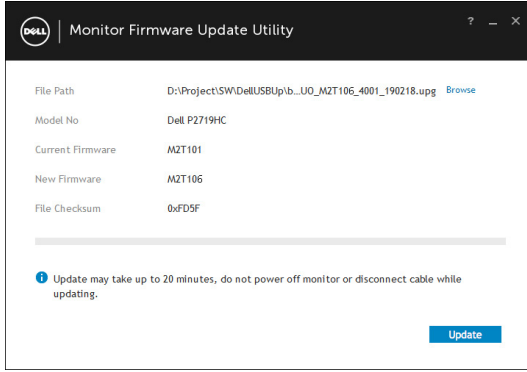 DELL Monitor Firmware Update Utility ? _ ×
File Path D:\Project\SW\DellUSBUp\b...UO_M2T106_4001_190218.upg Browse
Model No Dell P2719HC
Current Firmware M2T101
New Firmware M2T106
File Checksum 0xFD5F
Update may take up to 20 minutes, do not power off monitor or disconnect cable while
updating.
Update